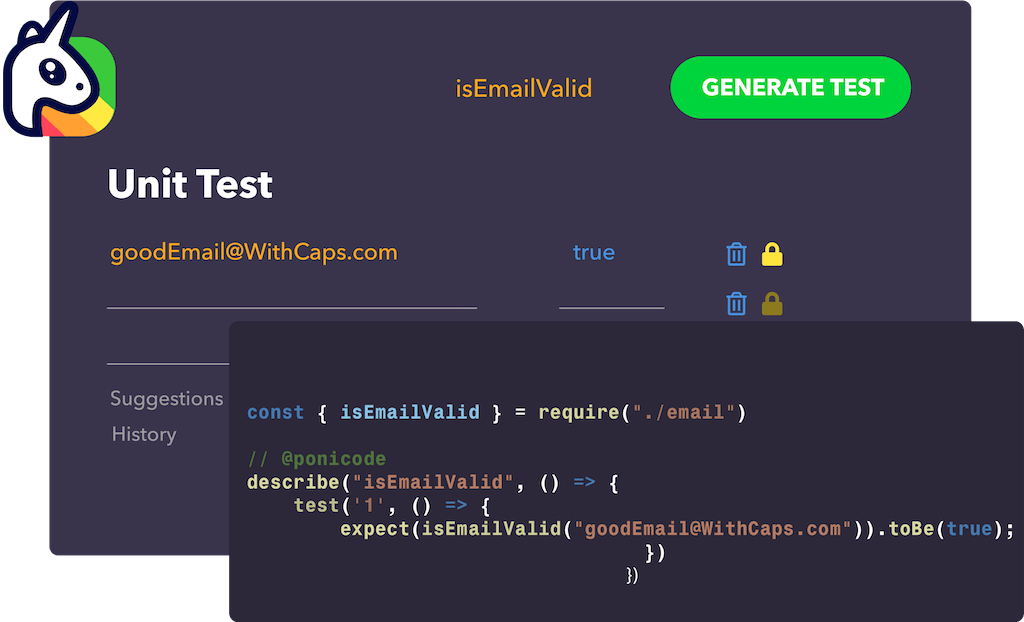 isEmailValid
GENERATE TEST
Unit Test
goodEmail@WithCaps.com true
Suggestions
History
const { isEmailValid } = require("./email")
// @ponicode
describe("isEmailValid", () => {
test('1', () => {
expect(isEmailValid("goodEmail@WithCaps.com")).toBe(true);
})
})